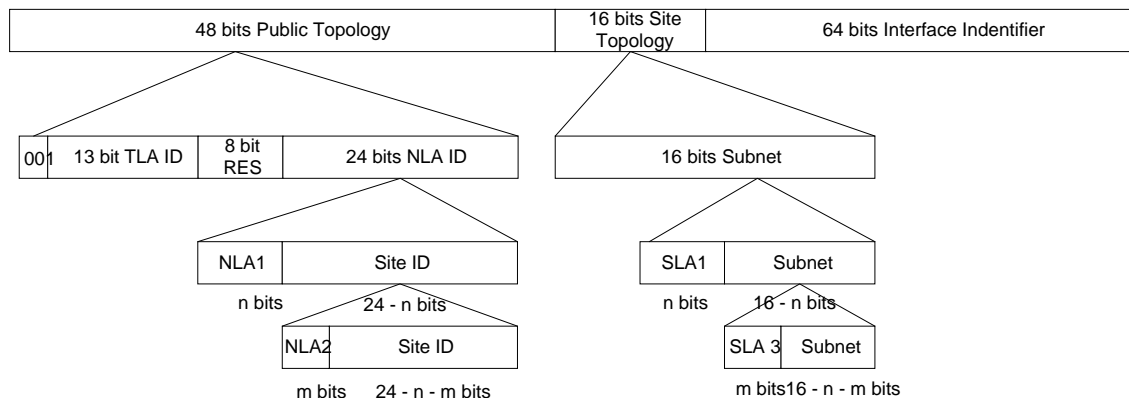 48 bits Public Topology
16 bits Site
Topology
64 bits Interface Indentifier
001
13 bit TLA ID
8 bit
RES
24 bits NLA ID
16 bits Subnet
NLA1
Site ID
SLA1
Subnet
n bits
24 - n bits
n bits
16 - n bits
NLA2
Site ID
SLA 3
Subnet
m bits
24 - n - m bits
m bits
16 - n - m bits